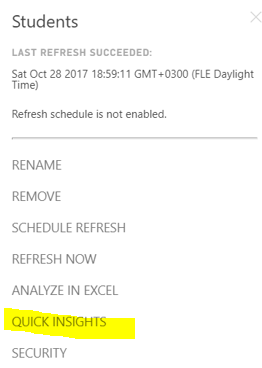 Students
LAST REFRESH SUCCEEDED:
Sat Oct 28 2017 18:59:11 GMT+0300 (FLE Daylight
Time)
Refresh schedule is not enabled.
RENAME
REMOVE
SCHEDULE REFRESH
REFRESH NOW
ANALYZE IN EXCEL
QUICK INSIGHTS
SECURITY